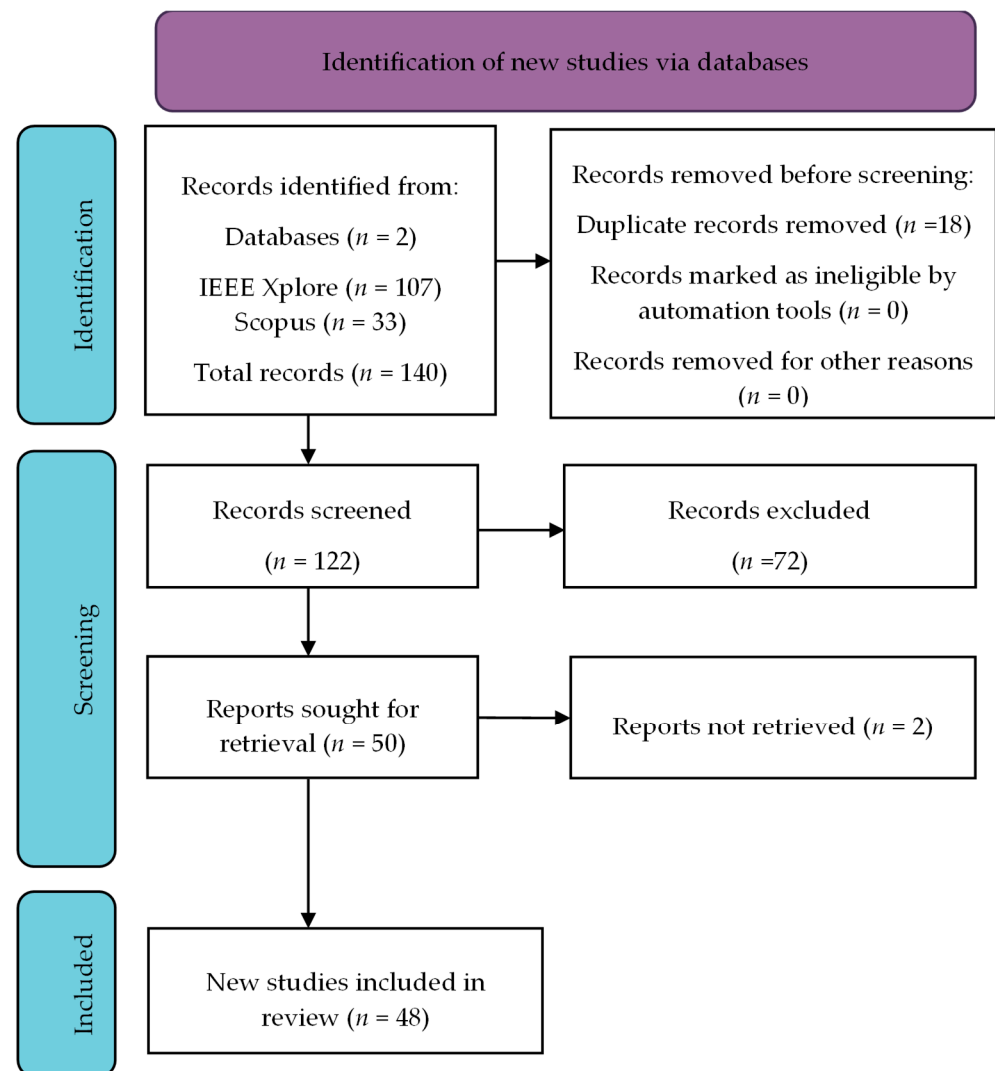 Identification of new studies via databases
Identification
Records identified from:
Databases (n = 2)
IEEE Xplore (n = 107)
Scopus (n = 33)
Total records (n = 140)
Records removed before screening:
Duplicate records removed (n =18)
Records marked as ineligible by
automation tools (n = 0)
Records removed for other reasons
(n = 0)
Screening
Records screened
(n = 122)
Records excluded
(n =72)
Reports sought for
retrieval (n = 50)
Reports not retrieved (n = 2)
Included
New studies included in
review (n = 48)